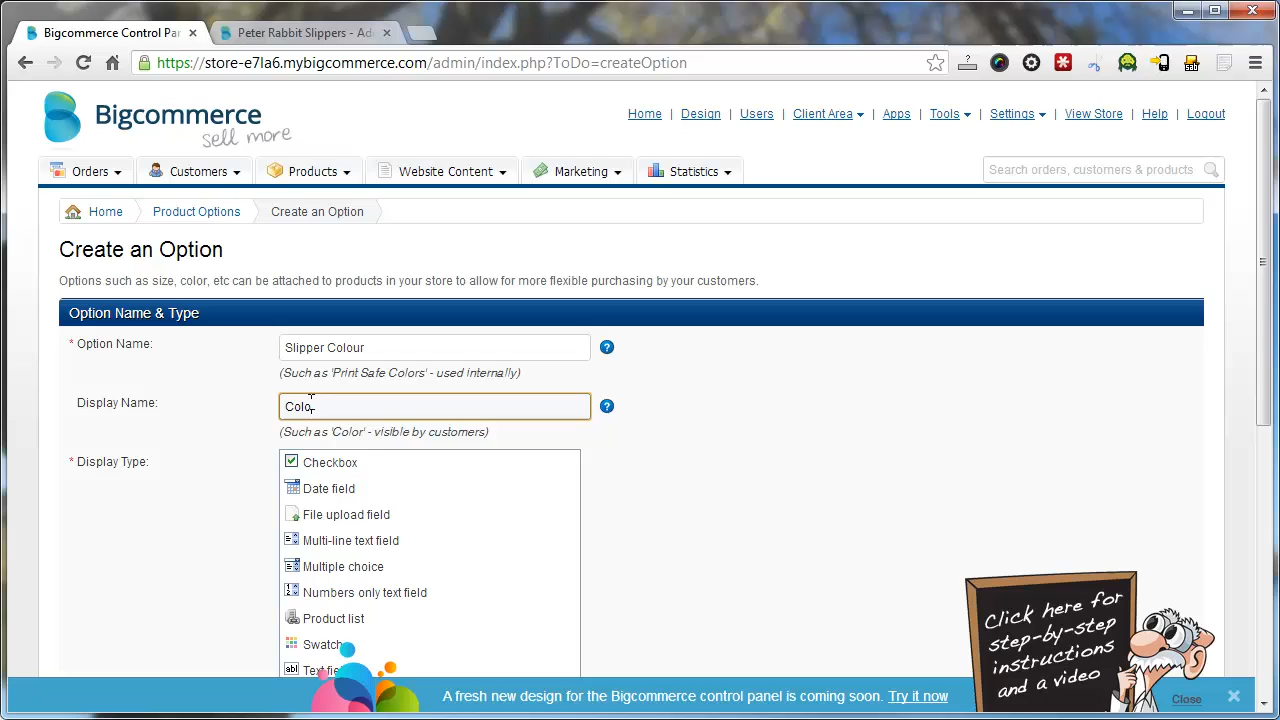 Bigcommerce Control Par
Peter Rabbit Slippers - Ad
https://store-e7la6.mybigcommerce.com/admin/index.php?ToDo=createOption
Bigcommerce
sell more
Home | Design | Users | Client Area | Apps | Tools | Settings | View Store | Help | Logout
Orders Customers Products Website Content Marketing Statistics
Search orders, customers & products
Home Product Options Create an Option
Create an Option
Options such as size, color, etc can be attached to products in your store to allow for more flexible purchasing by your customers.
Option Name & Type
* Option Name:
Slipper Colour
(Such as 'Print Safe Colors' - used internally)
Display Name:
Colo
(Such as 'Color' - visible by customers)
* Display Type:
Checkbox
Date field
File upload field
Multi-line text field
Multiple choice
Numbers only text field
Product list
Swatch
Text fie
Click here for
step-by-step
instructions
and a video
A fresh new design for the Bigcommerce control panel is coming soon. Try it now
Close